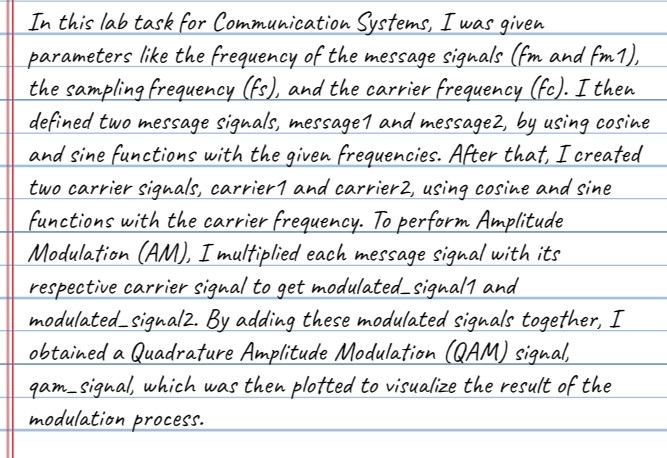 In this lab task for Communication Systems, I was given
parameters like the frequency of the message signals (fm and fm1),
the sampling frequency (fs), and the carrier frequency (fc). I then
defined two message signals, message1 and message2, by using cosine
and sine functions with the given frequencies. After that, I created
two carrier signals, carrier1 and carrier2, using cosine and sine
functions with the carrier frequency. To perform Amplitude
Modulation (AM), I multiplied each message signal with its
respective carrier signal to get modulated_signal1 and
modulated_signal2. By adding these modulated signals together, I
obtained a Quadrature Amplitude Modulation (QAM) signal,
qam_signal, which was then plotted to visualize the result of the
modulation process.